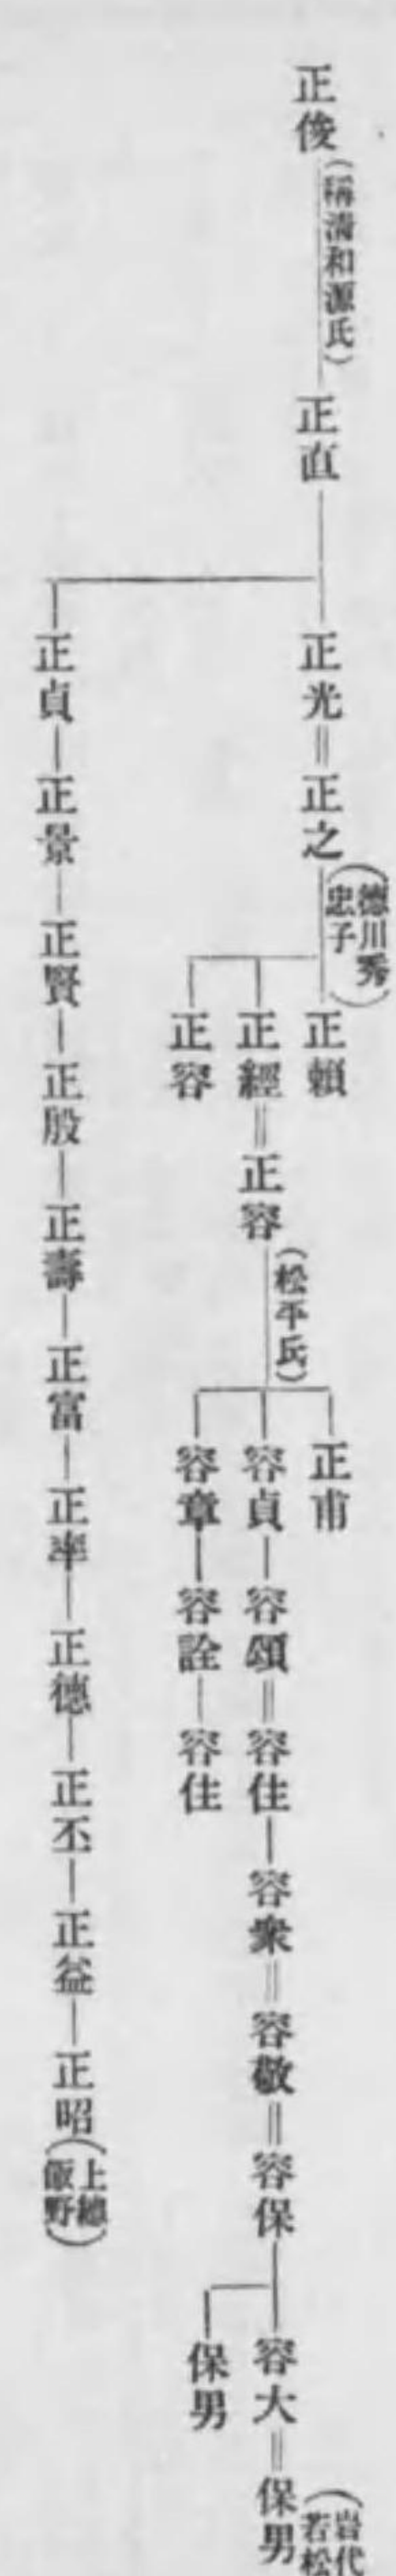 正俊(稱淸和源氏)—正直—正光=正之(德川秀忠子)—正賴
正經=正容(松平氏)—正甫
正容
容貞—容頌=容住—容衆=容敬=容保—容大=保男(岩代若松
容章—容詮—容住
保男
正貞—正景—正賢—正殷—正壽—正富—正率—正德—正丕—正益—正昭(上總飯野)